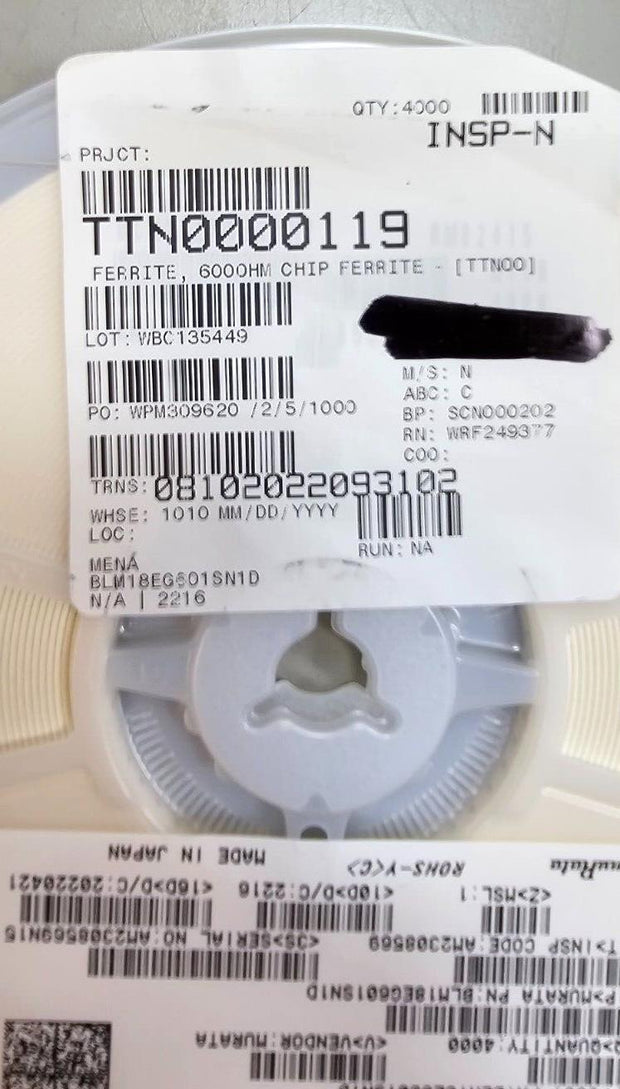 QTY:4000
INSP-N
PRJCT:
TTN0000119
FERRITE, 600OHM CHIP FERRITE - [TTN00]
LOT: WBC135449
M/S: N
ABC: C
PO: WPM309620 /2/5/1000
BP: SCN000202
RN: WRF249377
COO:
TRNS: 08102022093102
WHSE: 1010 MM/DD/YYYY
LOC:
RUN: NA
MENA
BLM18EG601SN1D
N/A | 2216
MADE IN JAPAN
ROHS-Y<C>
muRata
<16D>D/C:20220421
<10D>D/C:2216
<Z>MSL:1
<3S>SERIAL NO:AM2308569N15
T>INSP CODE:AM2308569
P>MURATA PN:BLM18EG601SN1D
<V>VENDOR:MURATA
Q>QUANTITY:4000